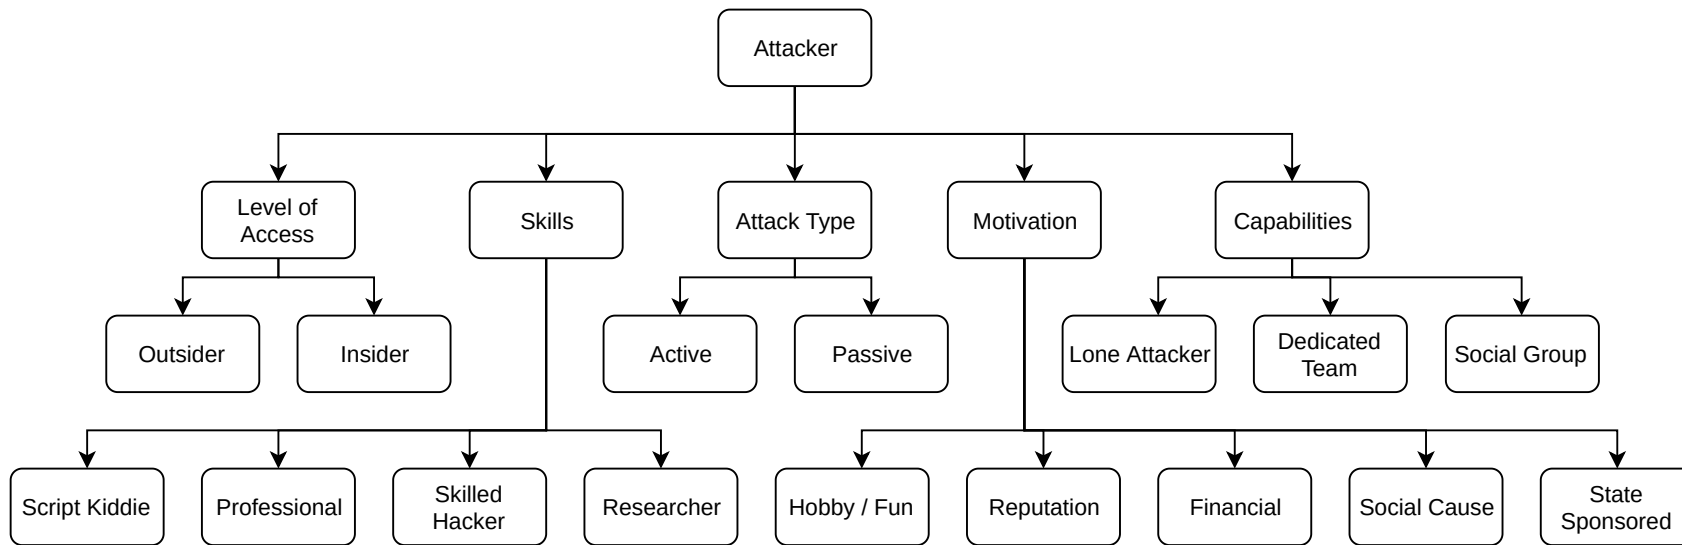 Attacker
Level of
Access
Skills
Attack Type
Motivation
Capabilities
Outsider
Insider
Active
Passive
Lone Attacker
Dedicated
Team
Social Group
Script Kiddie
Professional
Skilled
Hacker
Researcher
Hobby / Fun
Reputation
Financial
Social Cause
State
Sponsored